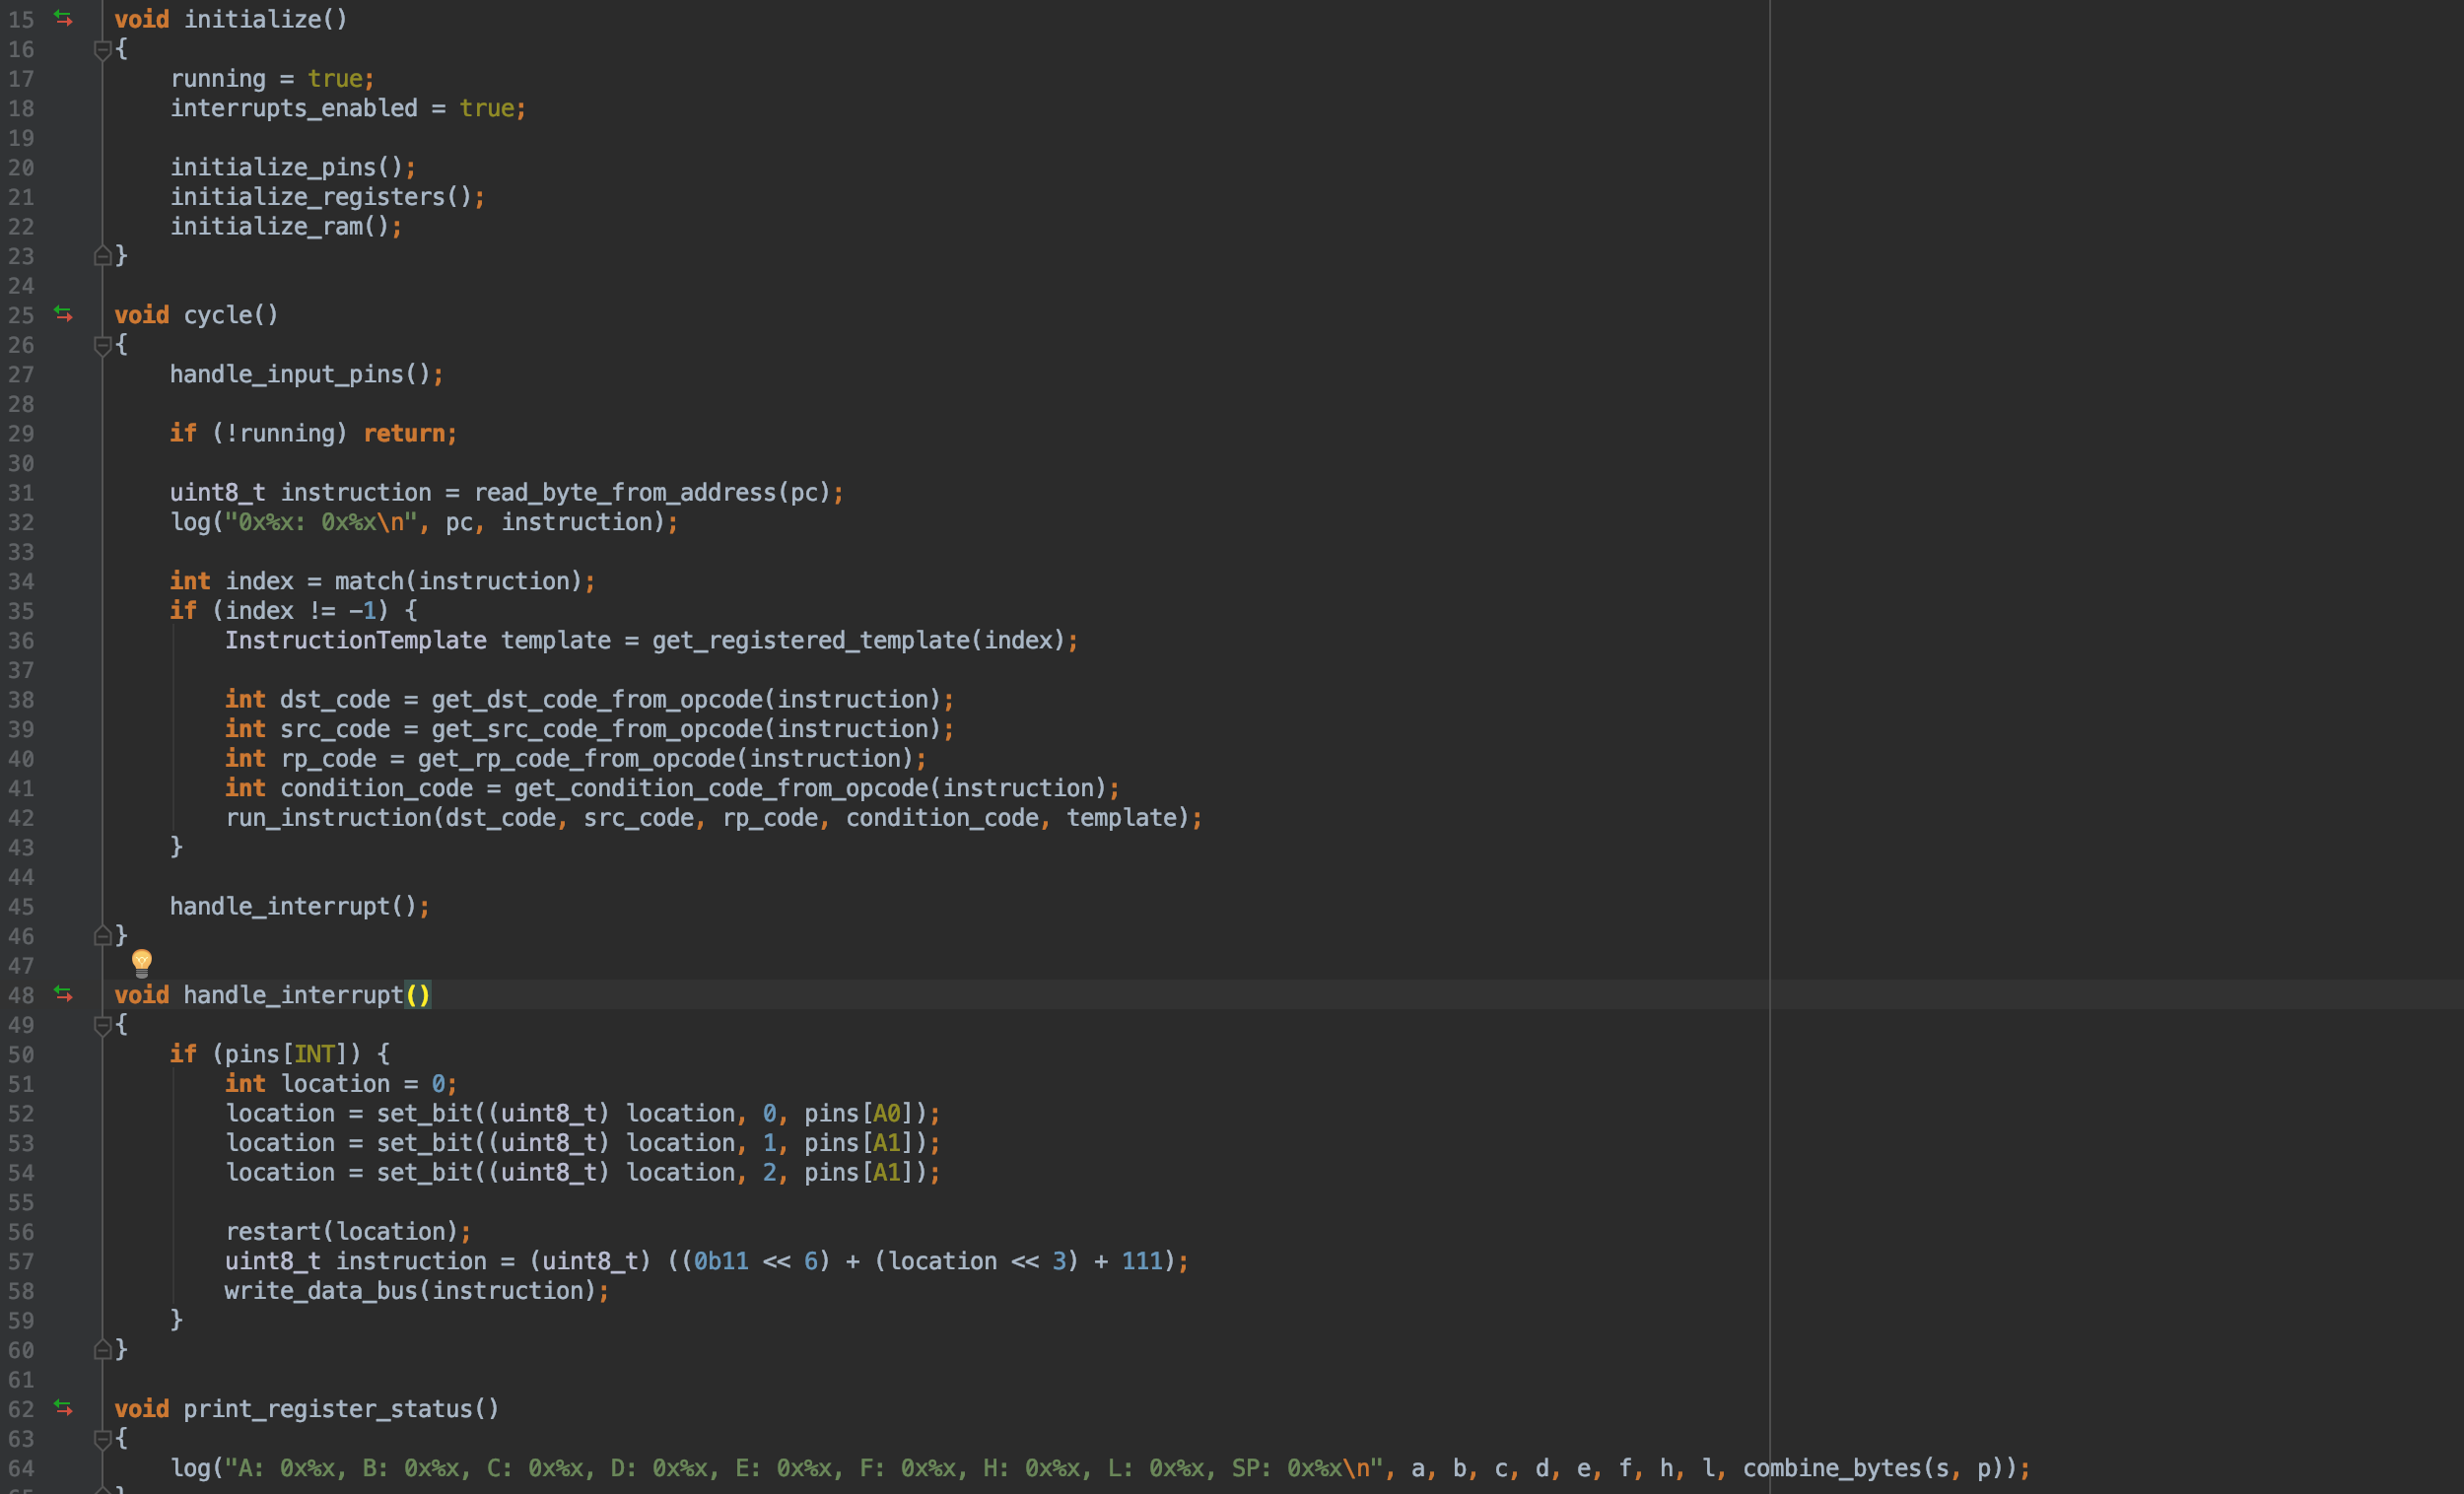 15 void initialize()
16 {
17     running = true;
18     interrupts_enabled = true;
19
20     initialize_pins();
21     initialize_registers();
22     initialize_ram();
23 }
24
25 void cycle()
26 {
27     handle_input_pins();
28
29     if (!running) return;
30
31     uint8_t instruction = read_byte_from_address(pc);
32     log("0x%x: 0x%x\n", pc, instruction);
33
34     int index = match(instruction);
35     if (index != -1) {
36         InstructionTemplate template = get_registered_template(index);
37
38         int dst_code = get_dst_code_from_opcode(instruction);
39         int src_code = get_src_code_from_opcode(instruction);
40         int rp_code = get_rp_code_from_opcode(instruction);
41         int condition_code = get_condition_code_from_opcode(instruction);
42         run_instruction(dst_code, src_code, rp_code, condition_code, template);
43     }
44
45     handle_interrupt();
46 }
47
48 void handle_interrupt()
49 {
50     if (pins[INT]) {
51         int location = 0;
52         location = set_bit((uint8_t) location, 0, pins[A0]);
53         location = set_bit((uint8_t) location, 1, pins[A1]);
54         location = set_bit((uint8_t) location, 2, pins[A1]);
55
56         restart(location);
57         uint8_t instruction = (uint8_t) ((0b11 << 6) + (location << 3) + 111);
58         write_data_bus(instruction);
59     }
60 }
61
62 void print_register_status()
63 {
64     log("A: 0x%x, B: 0x%x, C: 0x%x, D: 0x%x, E: 0x%x, F: 0x%x, H: 0x%x, L: 0x%x, SP: 0x%x\n", a, b, c, d, e, f, h, l, combine_bytes(s, p));